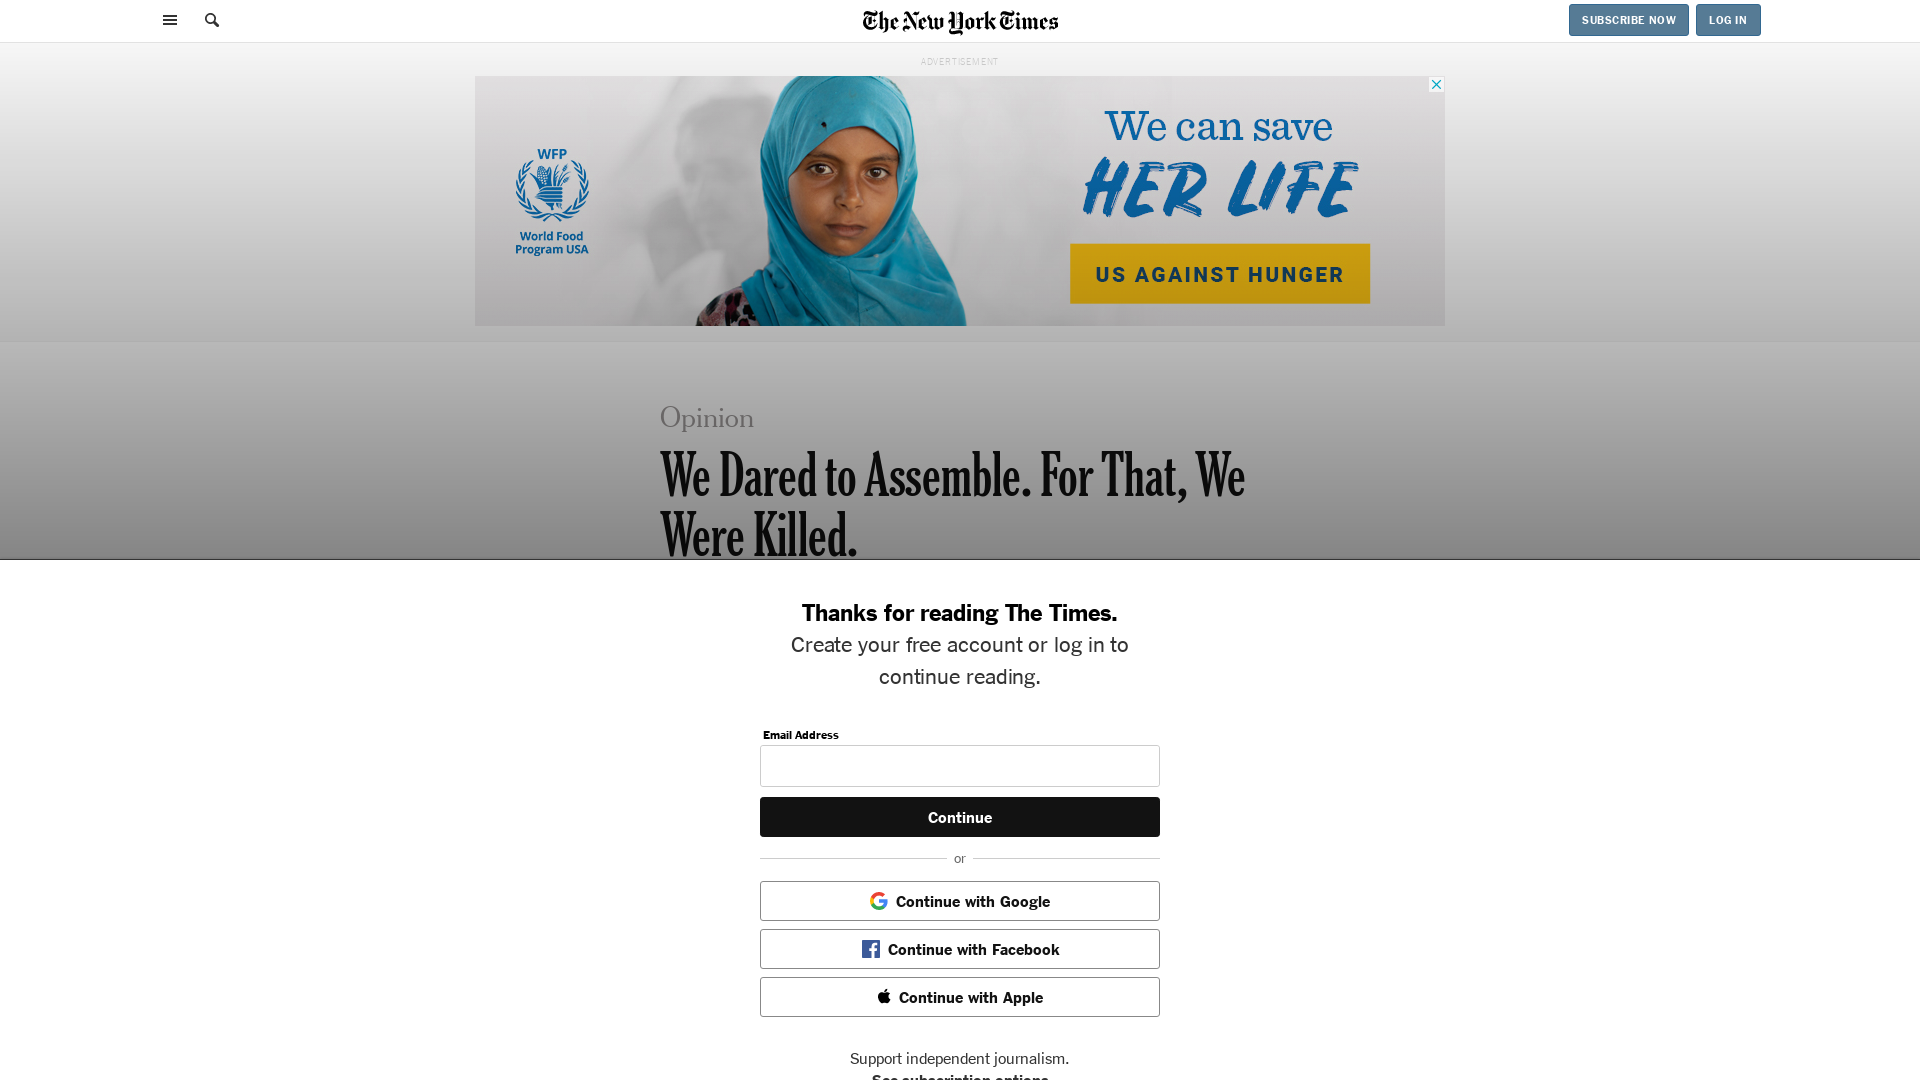 The New York Times
SUBSCRIBE NOW
LOG IN
ADVERTISEMENT
WFP
World Food
Program USA
We can save
HER LIFE
US AGAINST HUNGER
Opinion
We Dared to Assemble. For That, We
Were Killed.
Thanks for reading The Times.
Create your free account or log in to
continue reading.
Email Address
Continue
or
Continue with Google
Continue with Facebook
Continue with Apple
Support independent journalism.
See subscription options.